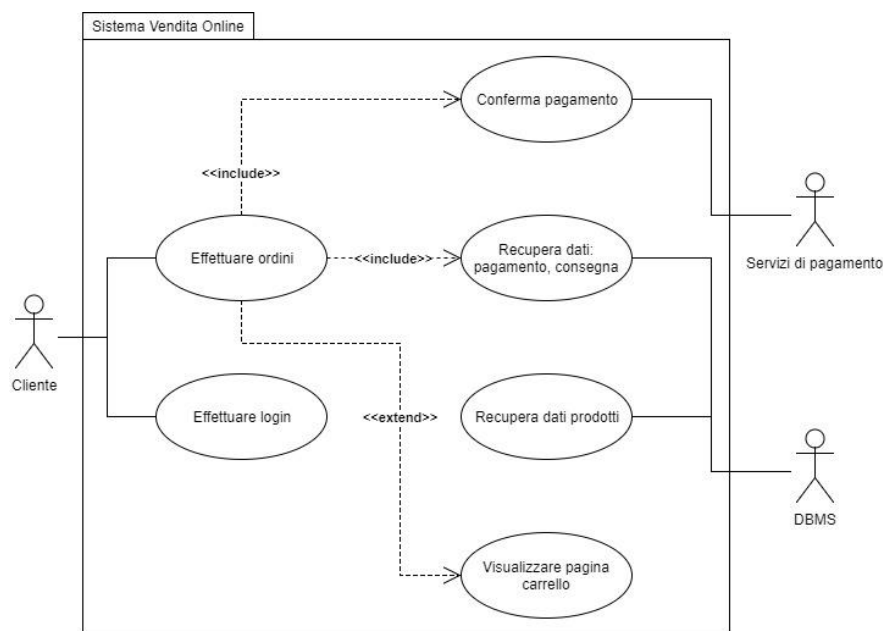 Sistema Vendita Online
Conferma pagamento
<<include>>
Servizi di pagamento
Effettuare ordini
<<include>>
Recupera dati:
pagamento, consegna
Cliente
Effettuare login
<<extend>>
Recupera dati prodotti
DBMS
Visualizzare pagina
carrello